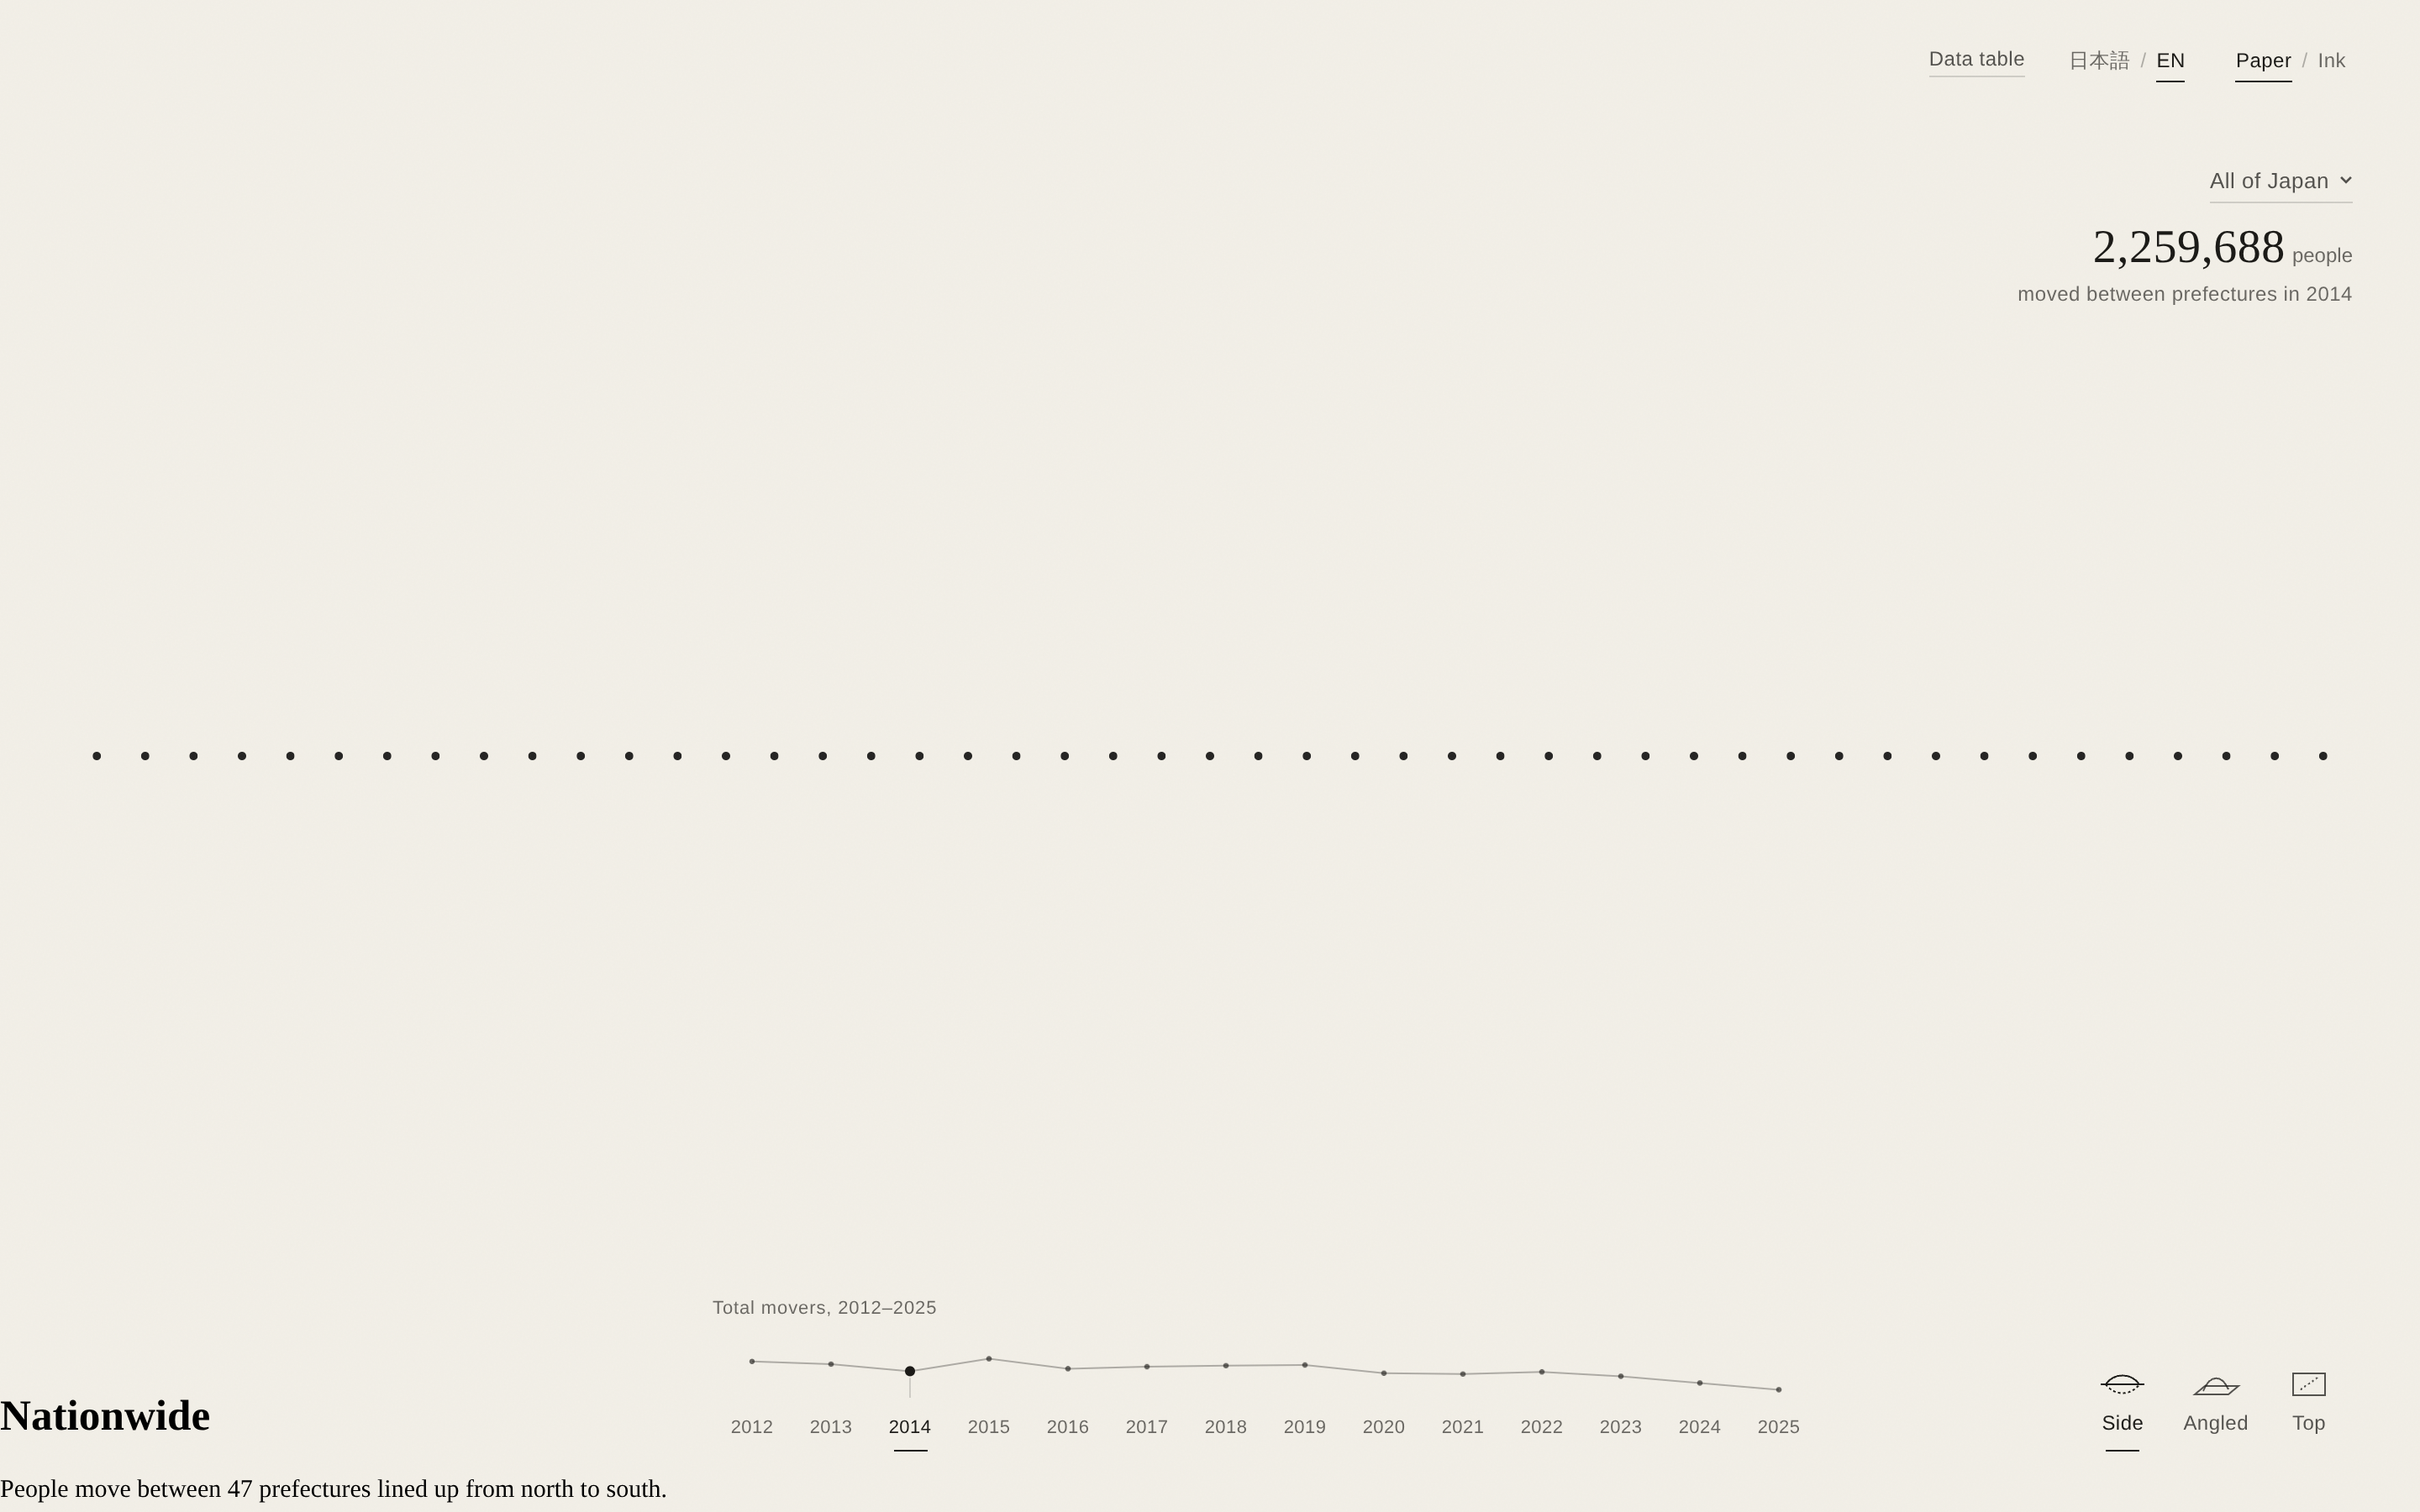 Data table 日本語 / EN Paper / Ink
All of Japan
2,259,688 people
moved between prefectures in 2014
Total movers, 2012–2025
2012 2013 2014 2015 2016 2017 2018 2019 2020 2021 2022 2023 2024 2025
Side Angled Top
Nationwide
People move between 47 prefectures lined up from north to south.